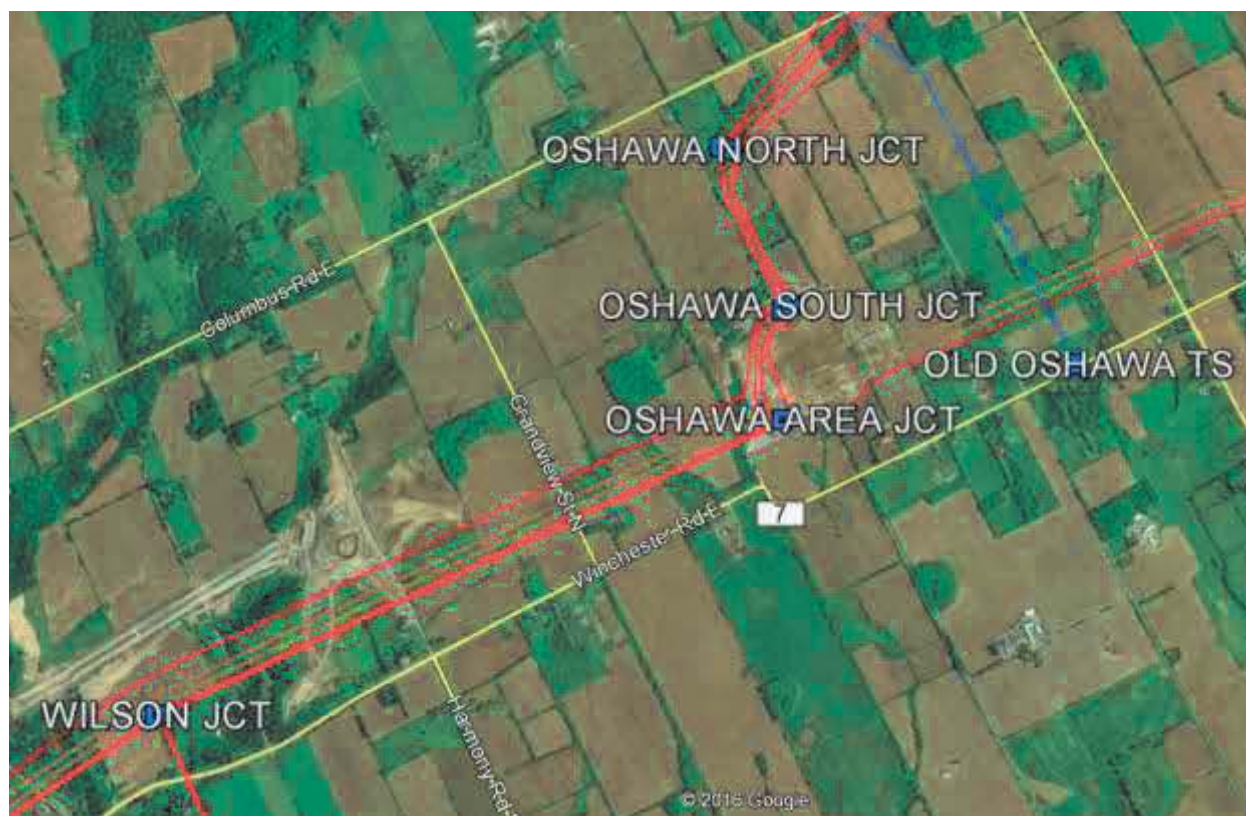 OSHAWA NORTH JCT
Columbus Rd E
OSHAWA SOUTH JCT
OLD OSHAWA TS
OSHAWA AREA JCT
Grandview St N
Winchester Rd E
WILSON JCT
Harmony Rd
© 2016 Google